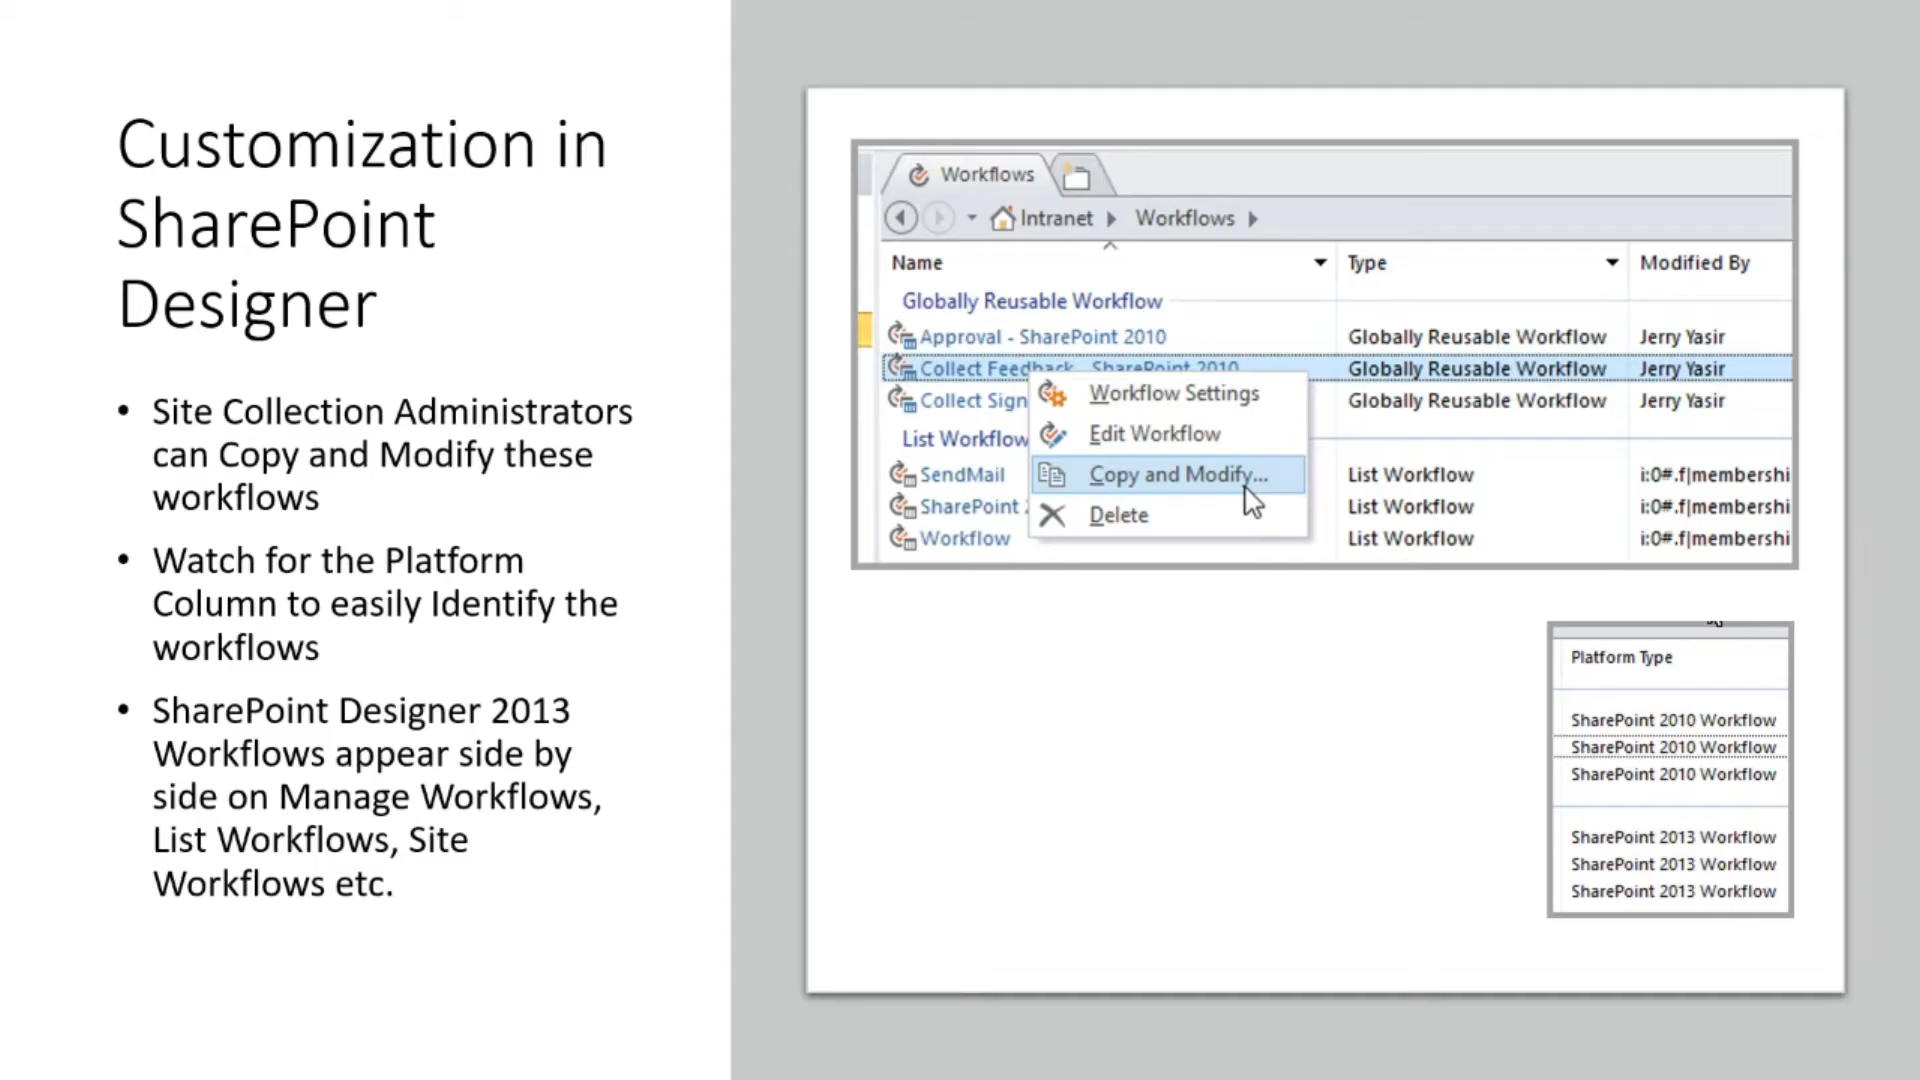 Customization in
SharePoint
Designer
• Site Collection Administrators
can Copy and Modify these
workflows
• Watch for the Platform
Column to easily Identify the
workflows
• SharePoint Designer 2013
Workflows appear side by
side on Manage Workflows,
List Workflows, Site
Workflows etc.
Workflows
Intranet Workflows
Name Type Modified By
Globally Reusable Workflow
Approval - SharePoint 2010 Globally Reusable Workflow Jerry Yasir
Collect Feedback - SharePoint 2010 Globally Reusable Workflow Jerry Yasir
Collect Sign Globally Reusable Workflow Jerry Yasir
List Workflow
SendMail List Workflow i:0#.f|membershi
SharePoint List Workflow i:0#.f|membershi
Workflow List Workflow i:0#.f|membershi
Workflow Settings
Edit Workflow
Copy and Modify...
Delete
Platform Type
SharePoint 2010 Workflow
SharePoint 2010 Workflow
SharePoint 2010 Workflow
SharePoint 2013 Workflow
SharePoint 2013 Workflow
SharePoint 2013 Workflow